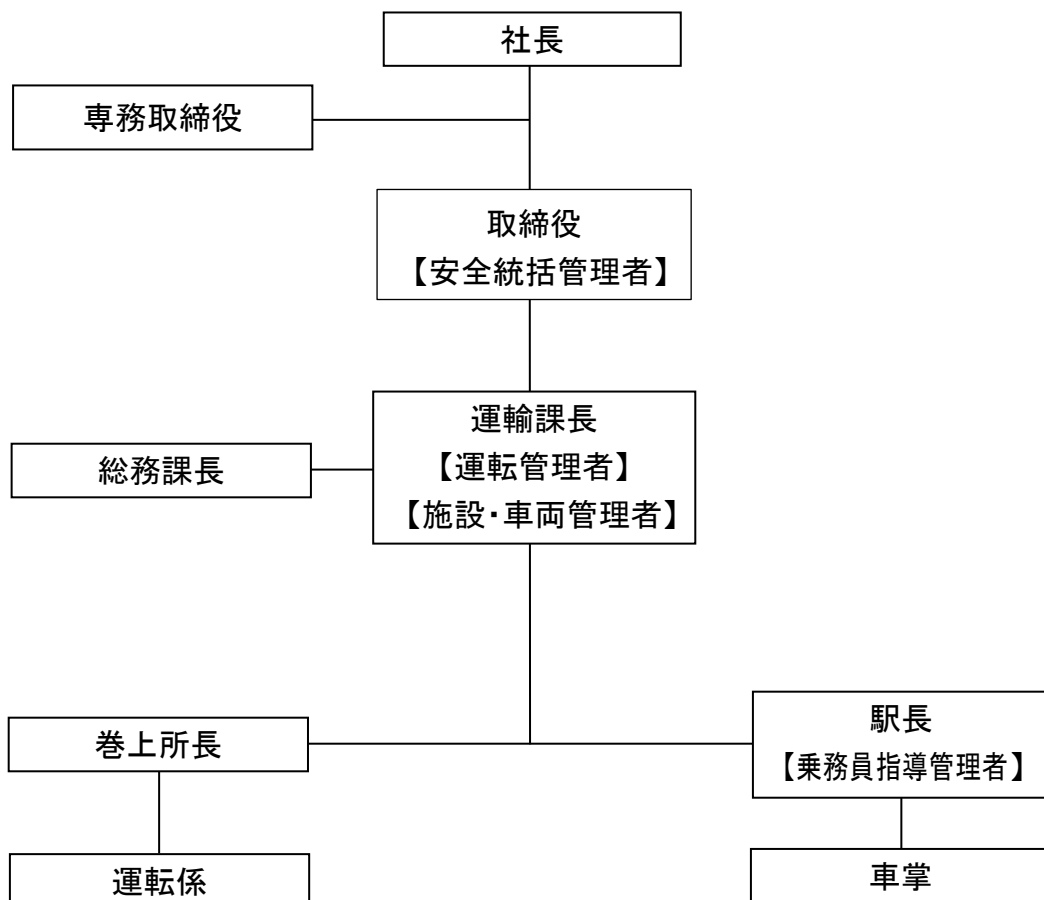 社長
専務取締役
取締役
【安全統括管理者】
運輸課長
【運転管理者】
【施設・車両管理者】
総務課長
巻上所長
駅長
【乗務員指導管理者】
運転係
車掌